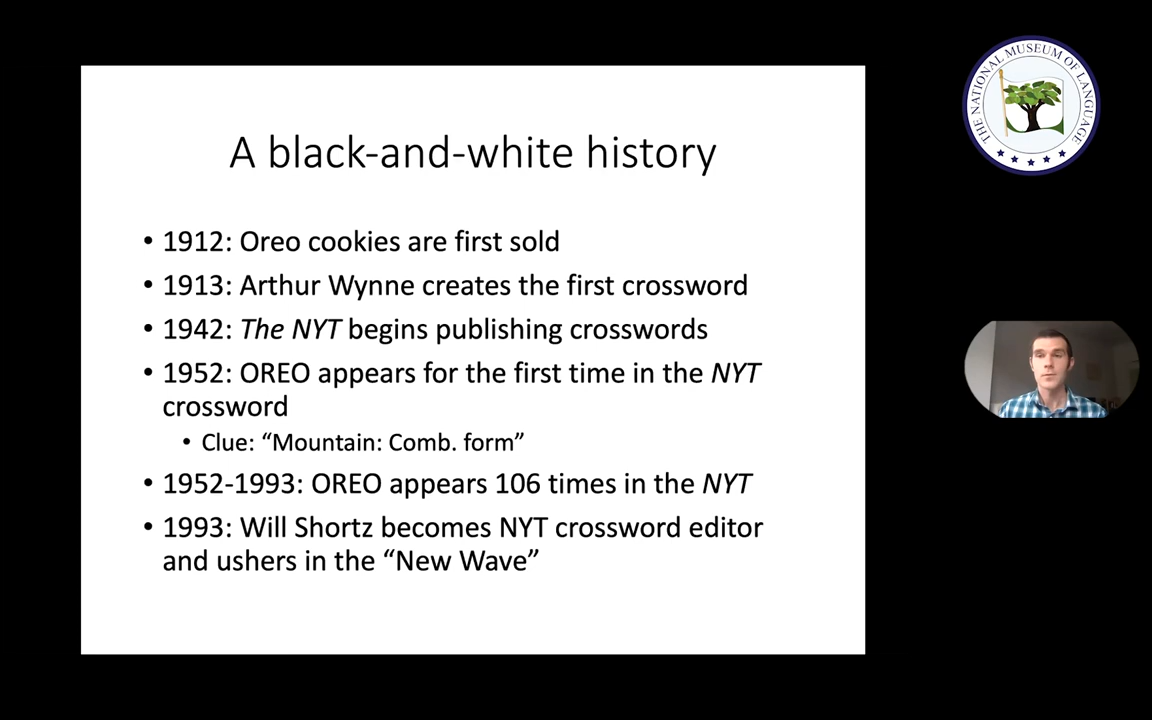 A black-and-white history
• 1912: Oreo cookies are first sold
• 1913: Arthur Wynne creates the first crossword
• 1942: The NYT begins publishing crosswords
• 1952: OREO appears for the first time in the NYT
crossword
• Clue: “Mountain: Comb. form”
• 1952-1993: OREO appears 106 times in the NYT
• 1993: Will Shortz becomes NYT crossword editor
and ushers in the “New Wave”
THE NATIONAL MUSEUM OF LANGUAGE